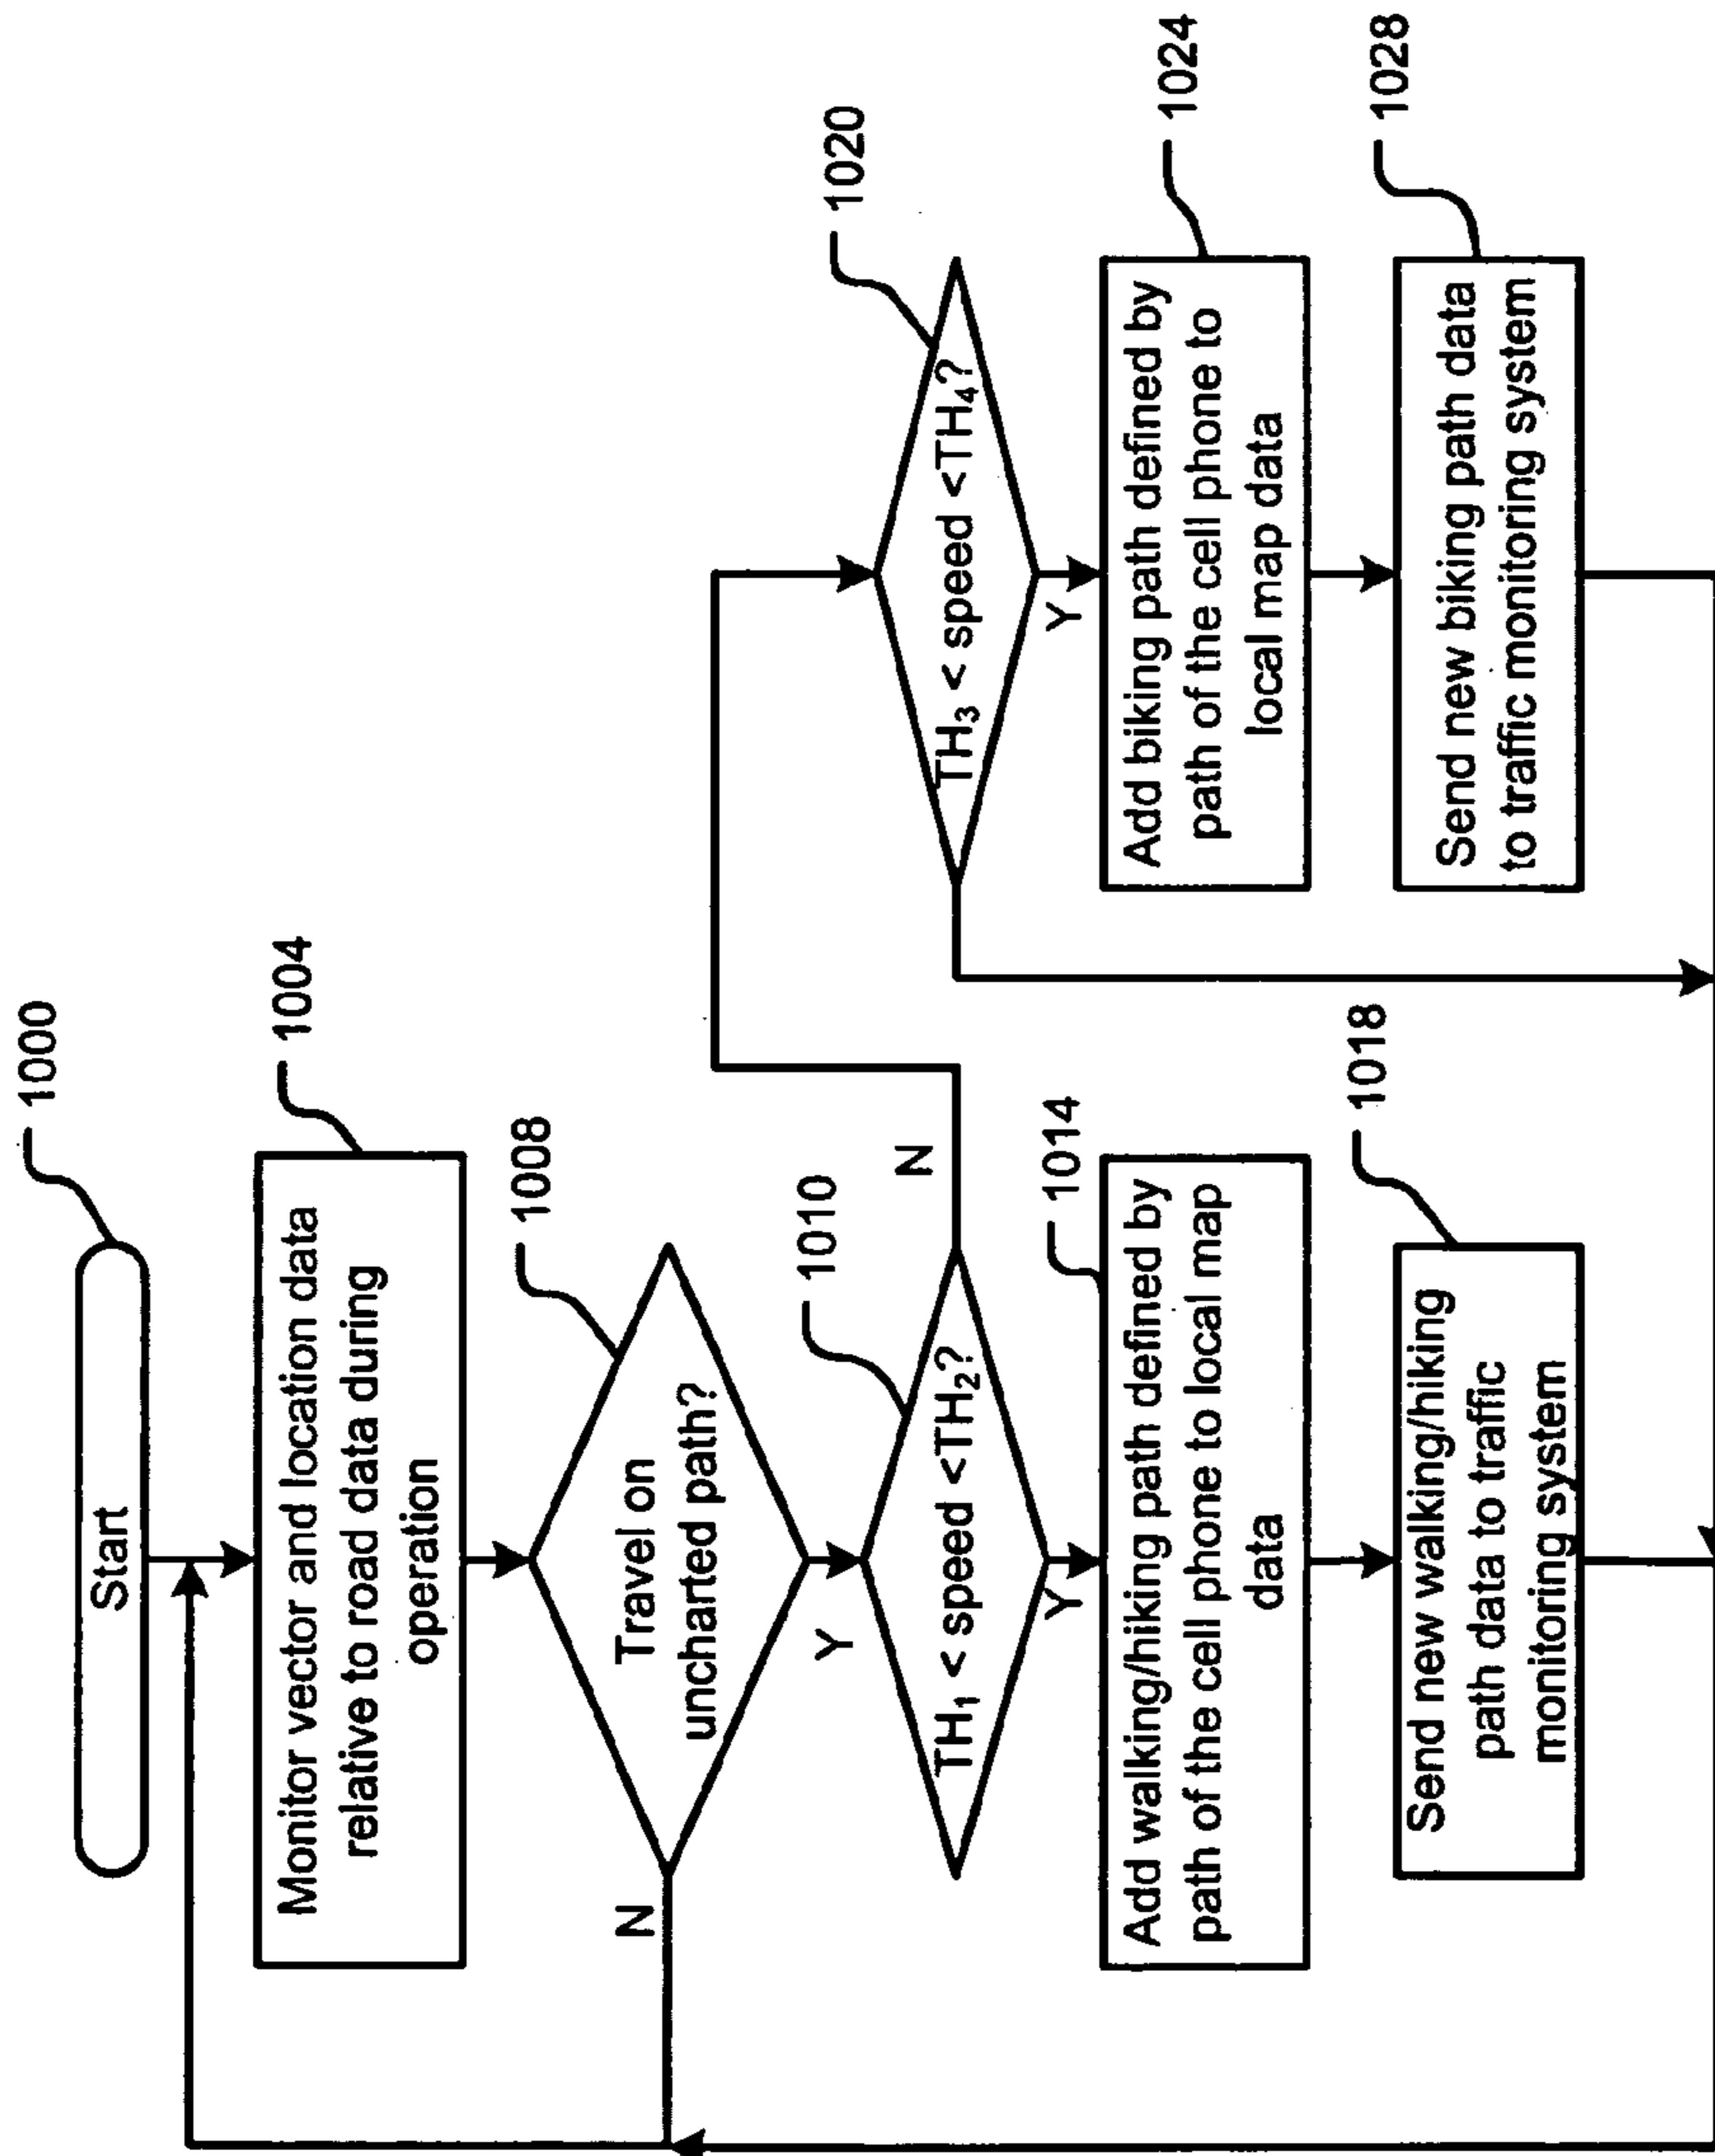 Start
1000
Monitor vector and location data
relative to road data during
operation
1004
Travel on
uncharted path?
1008
N
Y
TH₁ < speed <TH₂?
1010
N
Y
Add walking/hiking path defined by
path of the cell phone to local map
data
1014
Send new walking/hiking
path data to traffic
monitoring system
1018
TH₃ < speed <TH₄?
1020
Y
Add biking path defined by
path of the cell phone to
local map data
1024
Send new biking path data
to traffic monitoring system
1028